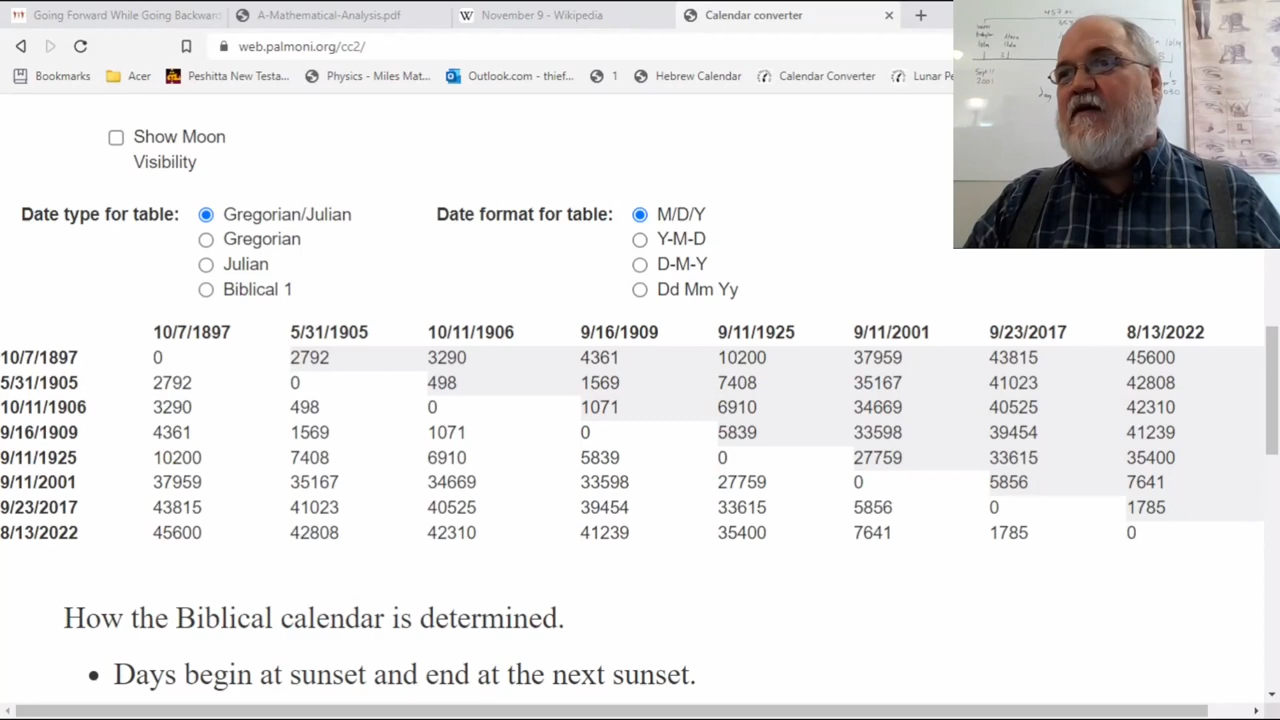 Going Forward While Going Backward
A-Mathematical-Analysis.pdf
November 9 - Wikipedia
Calendar converter
web.palmoni.org/cc2/
Bookmarks
Acer
Peshitta New Testa...
Physics - Miles Mat...
Outlook.com - thief...
1
Hebrew Calendar
Calendar Converter
Lunar Pe
Show Moon
Visibility
Date type for table:
Gregorian/Julian
Gregorian
Julian
Biblical 1
Date format for table:
M/D/Y
Y-M-D
D-M-Y
Dd Mm Yy
10/7/1897 5/31/1905 10/11/1906 9/16/1909 9/11/1925 9/11/2001 9/23/2017 8/13/2022
10/7/1897 0 2792 3290 4361 10200 37959 43815 45600
5/31/1905 2792 0 498 1569 7408 35167 41023 42808
10/11/1906 3290 498 0 1071 6910 34669 40525 42310
9/16/1909 4361 1569 1071 0 5839 33598 39454 41239
9/11/1925 10200 7408 6910 5839 0 27759 33615 35400
9/11/2001 37959 35167 34669 33598 27759 0 5856 7641
9/23/2017 43815 41023 40525 39454 33615 5856 0 1785
8/13/2022 45600 42808 42310 41239 35400 7641 1785 0
How the Biblical calendar is determined.
• Days begin at sunset and end at the next sunset.
Sept 11
2001